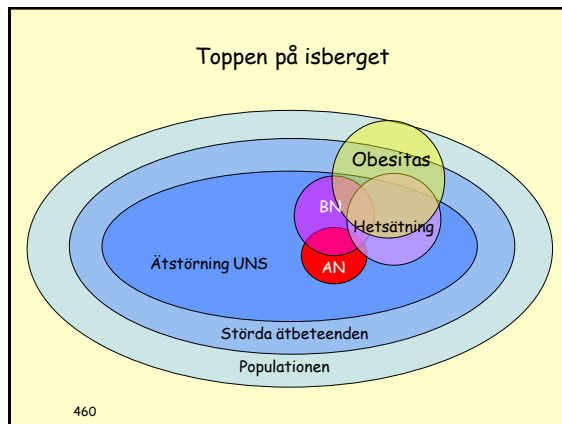 Toppen på isberget
Obesitas
BN
Hetsätning
Ätstörning UNS
AN
Störda ätbeteenden
Populationen
460